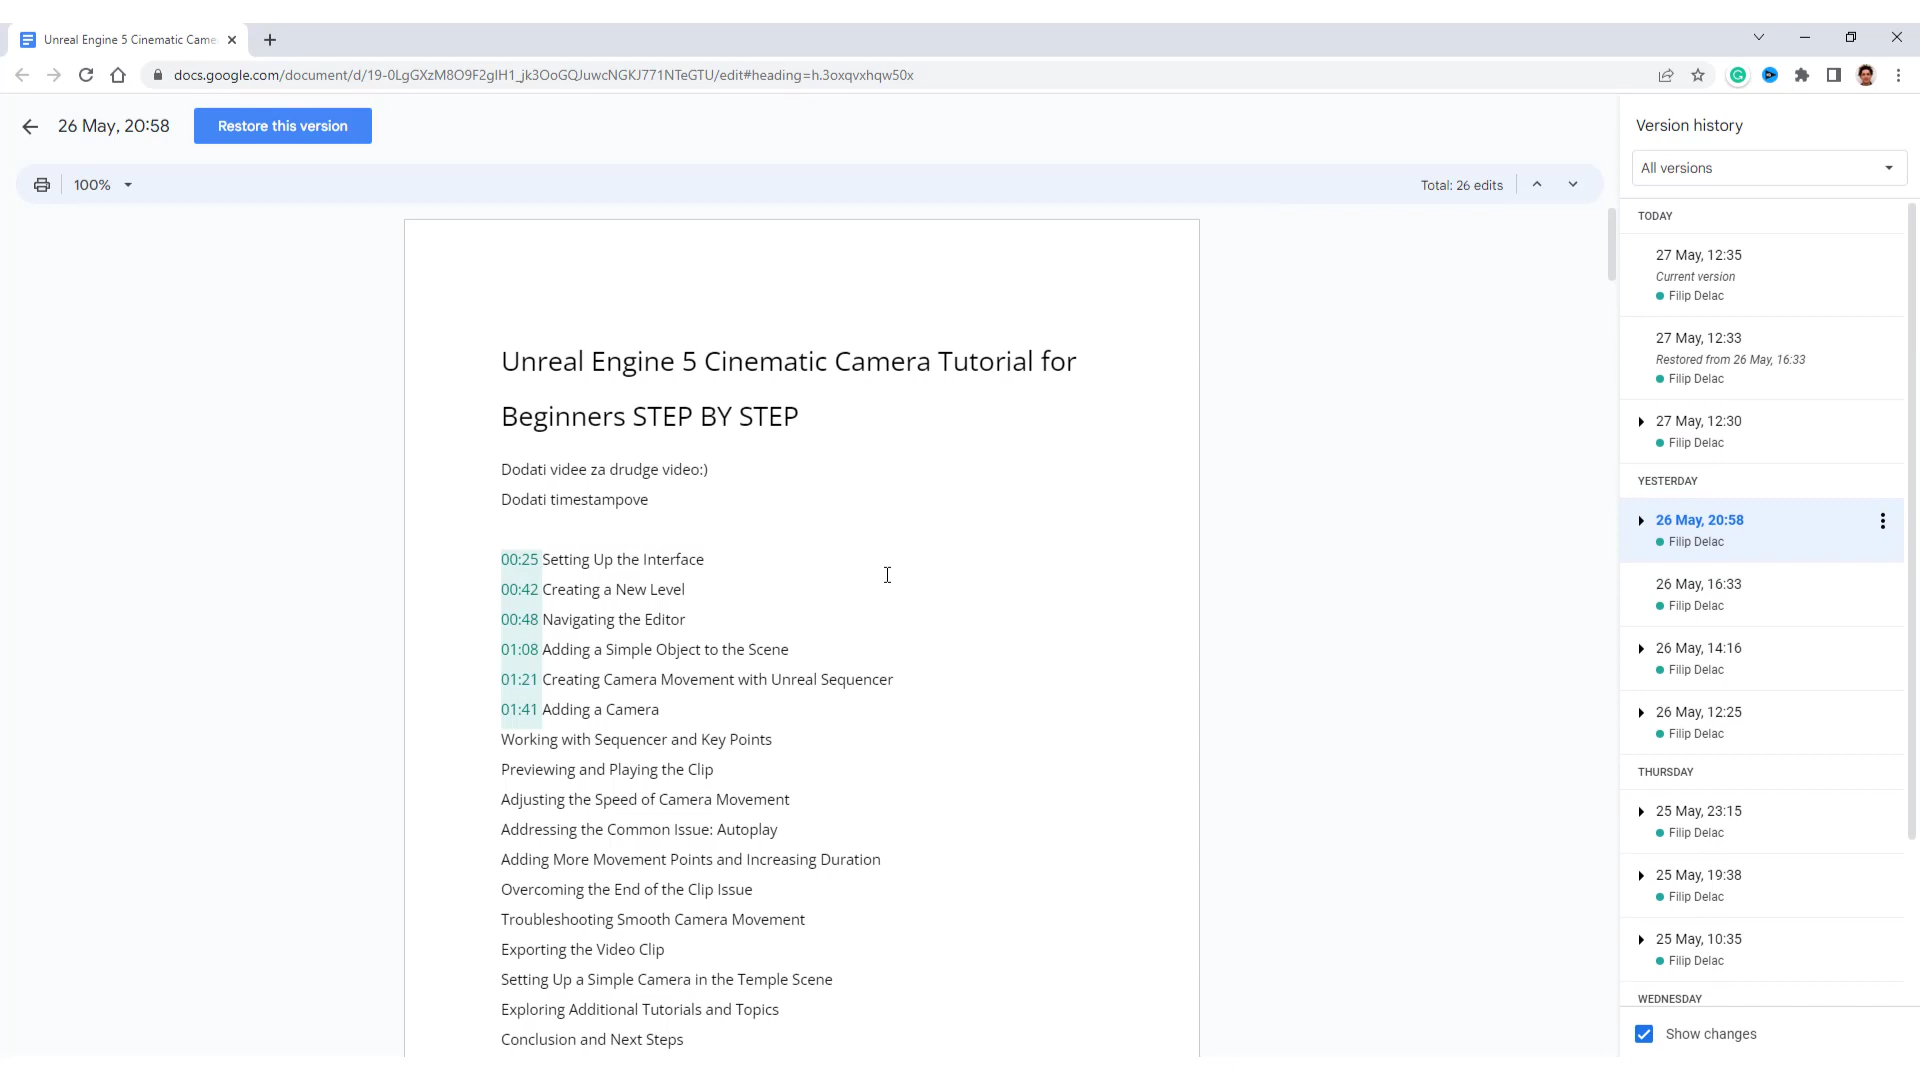 Unreal Engine 5 Cinematic Came
docs.google.com/document/d/19-0LgGXzM8O9F2gIH1_jk3OoGQJuwcNGKJ771NTeGTU/edit#heading=h.3oxqvxhqw50x
26 May, 20:58
Restore this version
100%
Total: 26 edits
Unreal Engine 5 Cinematic Camera Tutorial for
Beginners STEP BY STEP
Dodati videe za drudge video:)
Dodati timestampove
00:25 Setting Up the Interface
00:42 Creating a New Level
00:48 Navigating the Editor
01:08 Adding a Simple Object to the Scene
01:21 Creating Camera Movement with Unreal Sequencer
01:41 Adding a Camera
Working with Sequencer and Key Points
Previewing and Playing the Clip
Adjusting the Speed of Camera Movement
Addressing the Common Issue: Autoplay
Adding More Movement Points and Increasing Duration
Overcoming the End of the Clip Issue
Troubleshooting Smooth Camera Movement
Exporting the Video Clip
Setting Up a Simple Camera in the Temple Scene
Exploring Additional Tutorials and Topics
Conclusion and Next Steps
Version history
All versions
TODAY
27 May, 12:35
Current version
Filip Delac
27 May, 12:33
Restored from 26 May, 16:33
Filip Delac
27 May, 12:30
Filip Delac
YESTERDAY
26 May, 20:58
Filip Delac
26 May, 16:33
Filip Delac
26 May, 14:16
Filip Delac
26 May, 12:25
Filip Delac
THURSDAY
25 May, 23:15
Filip Delac
25 May, 19:38
Filip Delac
25 May, 10:35
Filip Delac
WEDNESDAY
Show changes